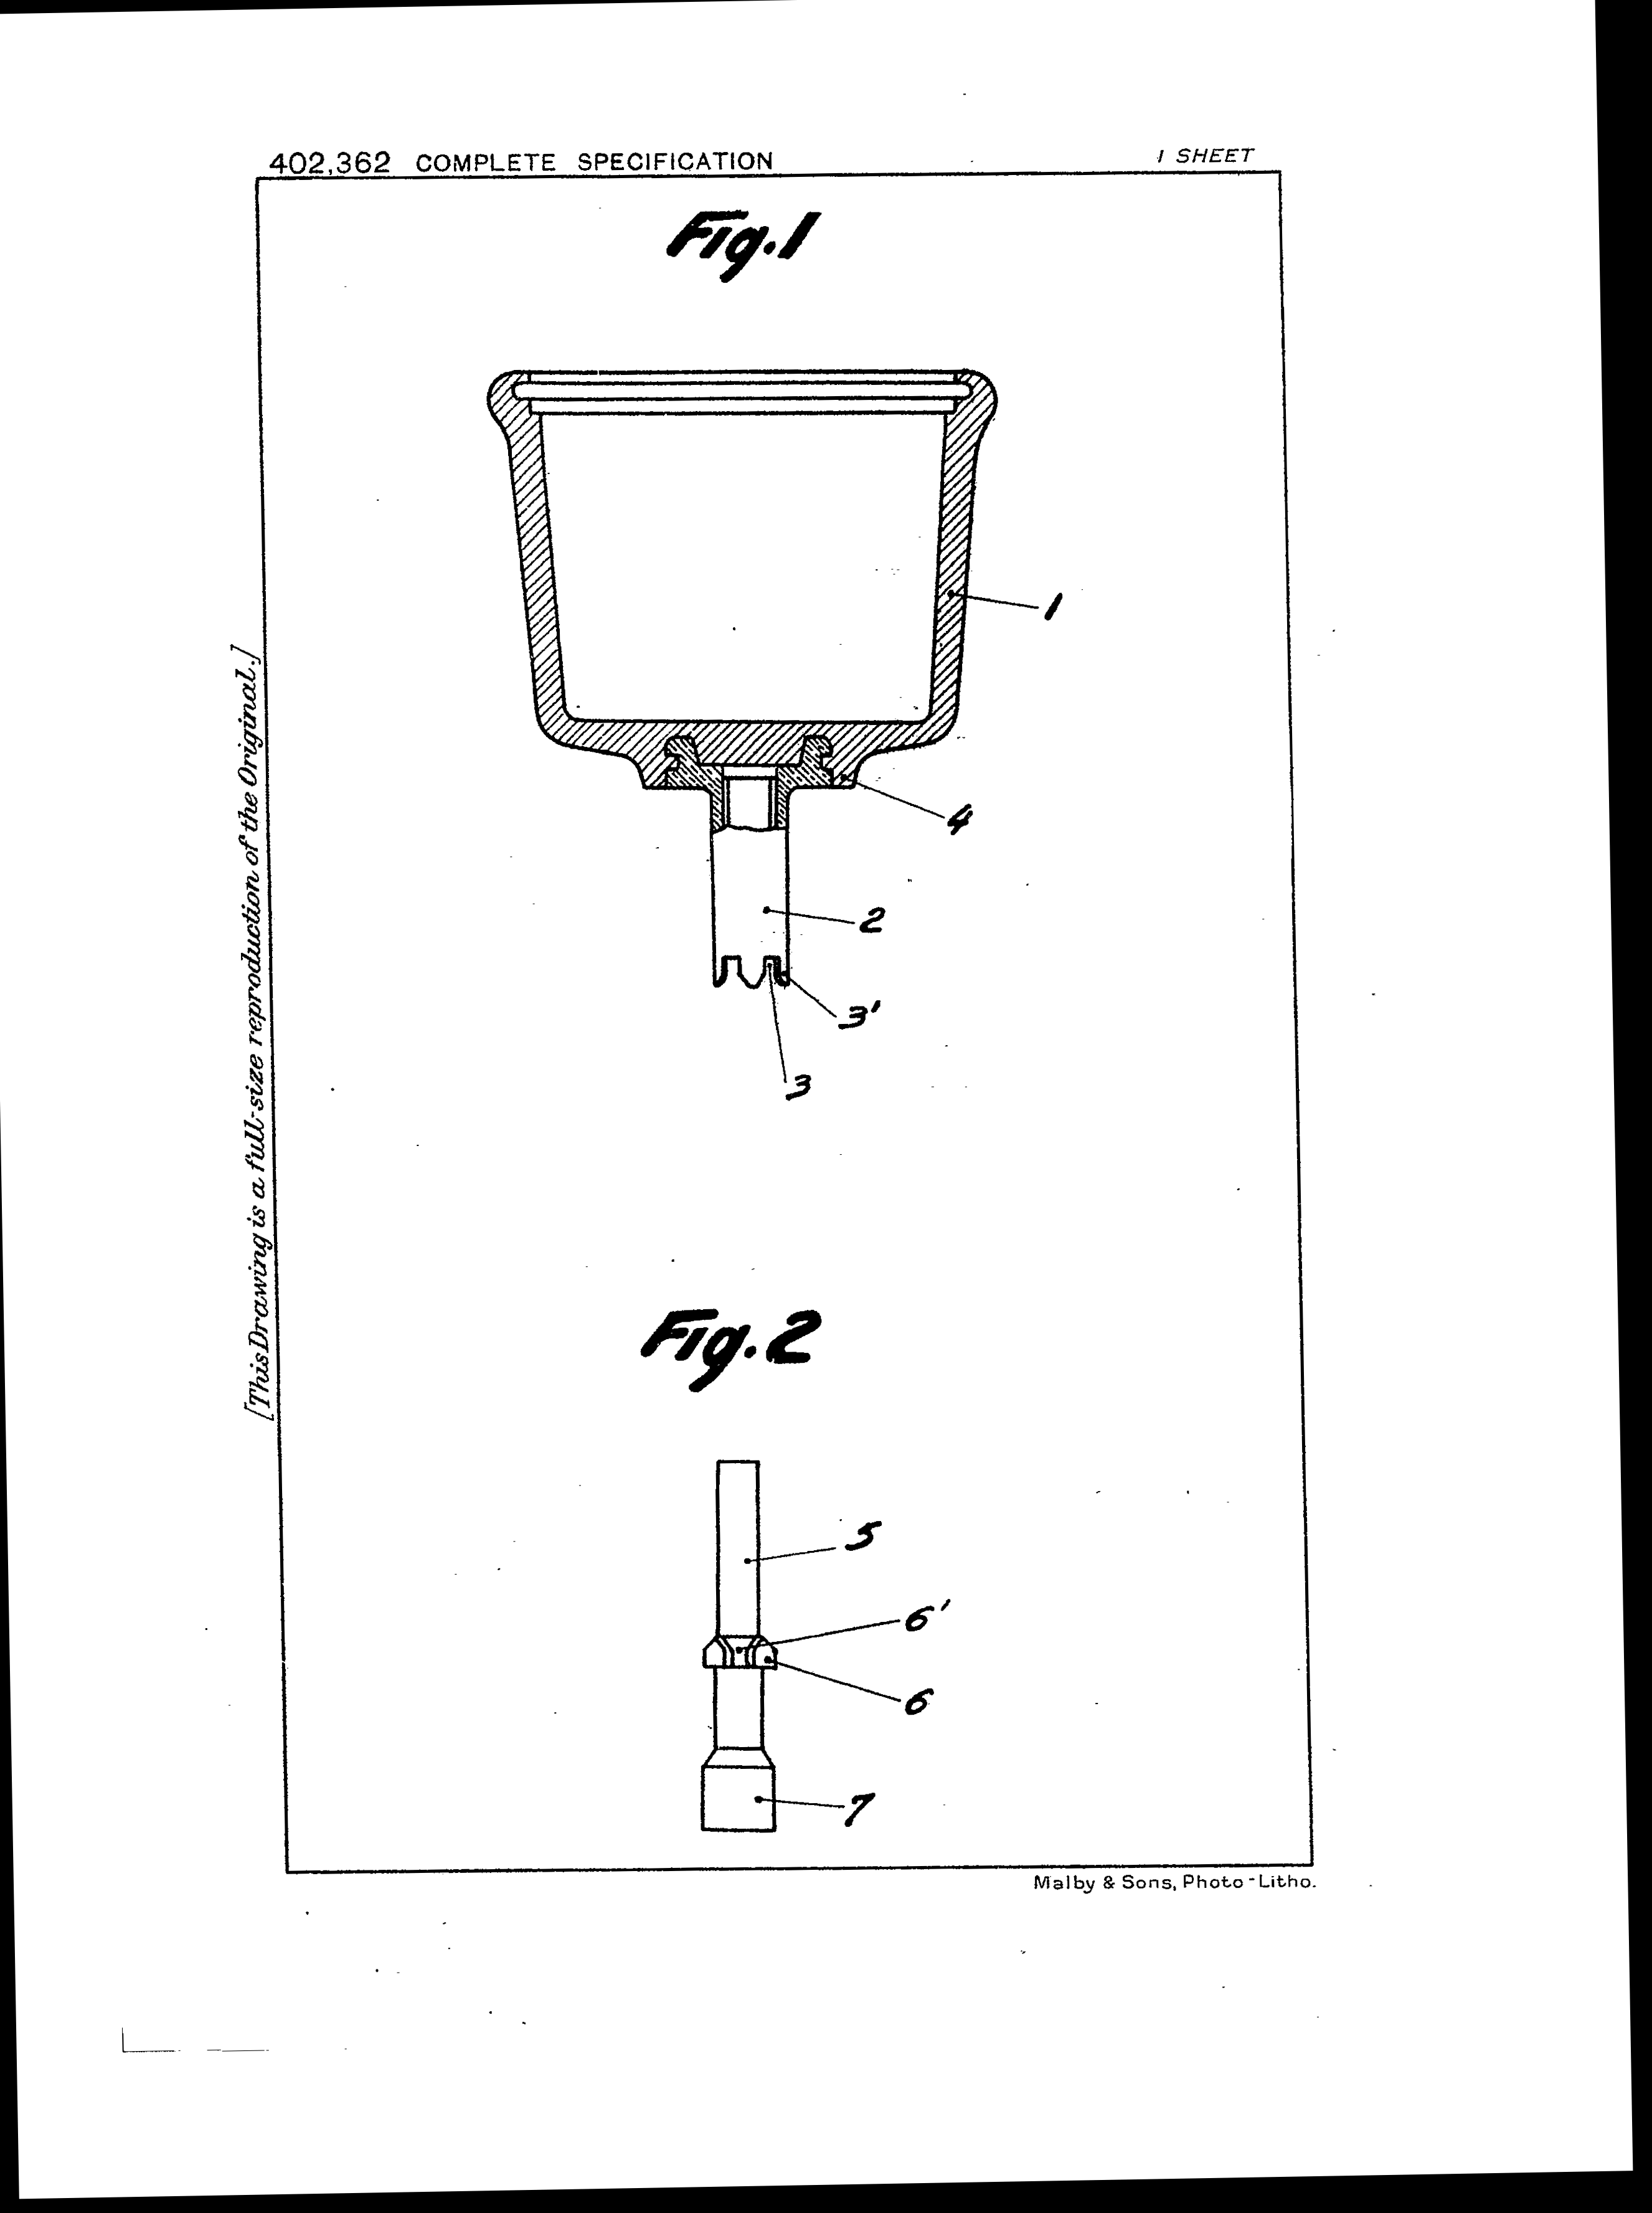 402,362 COMPLETE SPECIFICATION
1 SHEET
Fig.1
1
4
2
3'
3
[This Drawing is a full-size reproduction of the Original.]
Fig.2
5
6'
6
7
Malby & Sons, Photo-Litho.